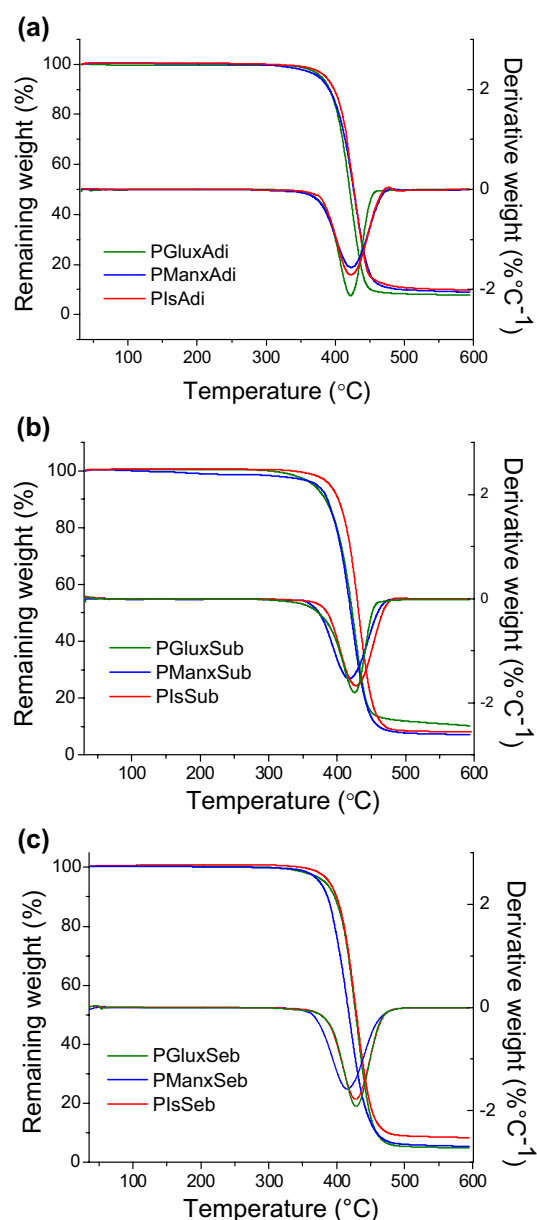 (a)
Remaining weight (%)
100
80
60
40
20
0
PGluxAdi
PManxAdi
PIsAdi
2
0
-2
Derivative weight (%°C-1)
100
200
300
400
500
600
Temperature (°C)
(b)
Remaining weight (%)
100
80
60
40
20
0
PGluxSub
PManxSub
PIsSub
2
0
-2
Derivative weight (%°C-1)
100
200
300
400
500
600
Temperature (°C)
(c)
Remaining weight (%)
100
80
60
40
20
0
PGluxSeb
PManxSeb
PIsSeb
2
0
-2
Derivative weight (%°C-1)
100
200
300
400
500
600
Temperature (°C)